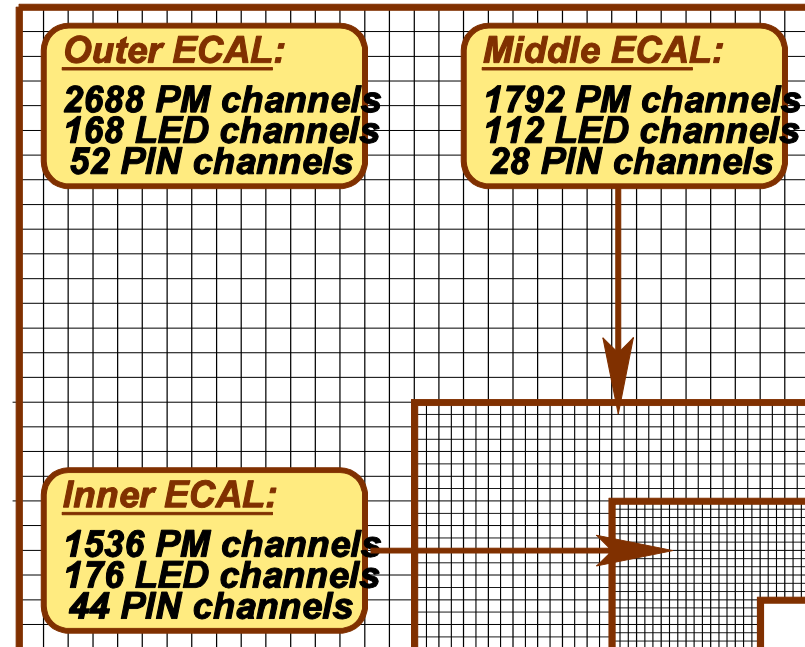 Outer ECAL:
2688 PM channels
168 LED channels
52 PIN channels
Middle ECAL:
1792 PM channels
112 LED channels
28 PIN channels
Inner ECAL:
1536 PM channels
176 LED channels
44 PIN channels